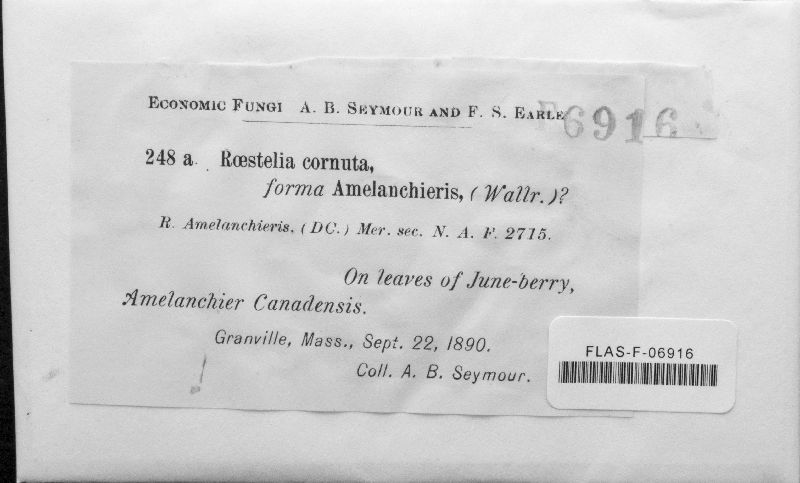 Economic Fungi A. B. Seymour and F. S. Earle
F6916
248 a. Rœstelia cornuta,
forma Amelanchieris, (Wallr.)?
R. Amelanchieris, (DC.) Mer. sec. N. A. F. 2715.
On leaves of June-berry,
Amelanchier Canadensis.
Granville, Mass., Sept. 22, 1890.
Coll. A. B. Seymour.
FLAS-F-06916